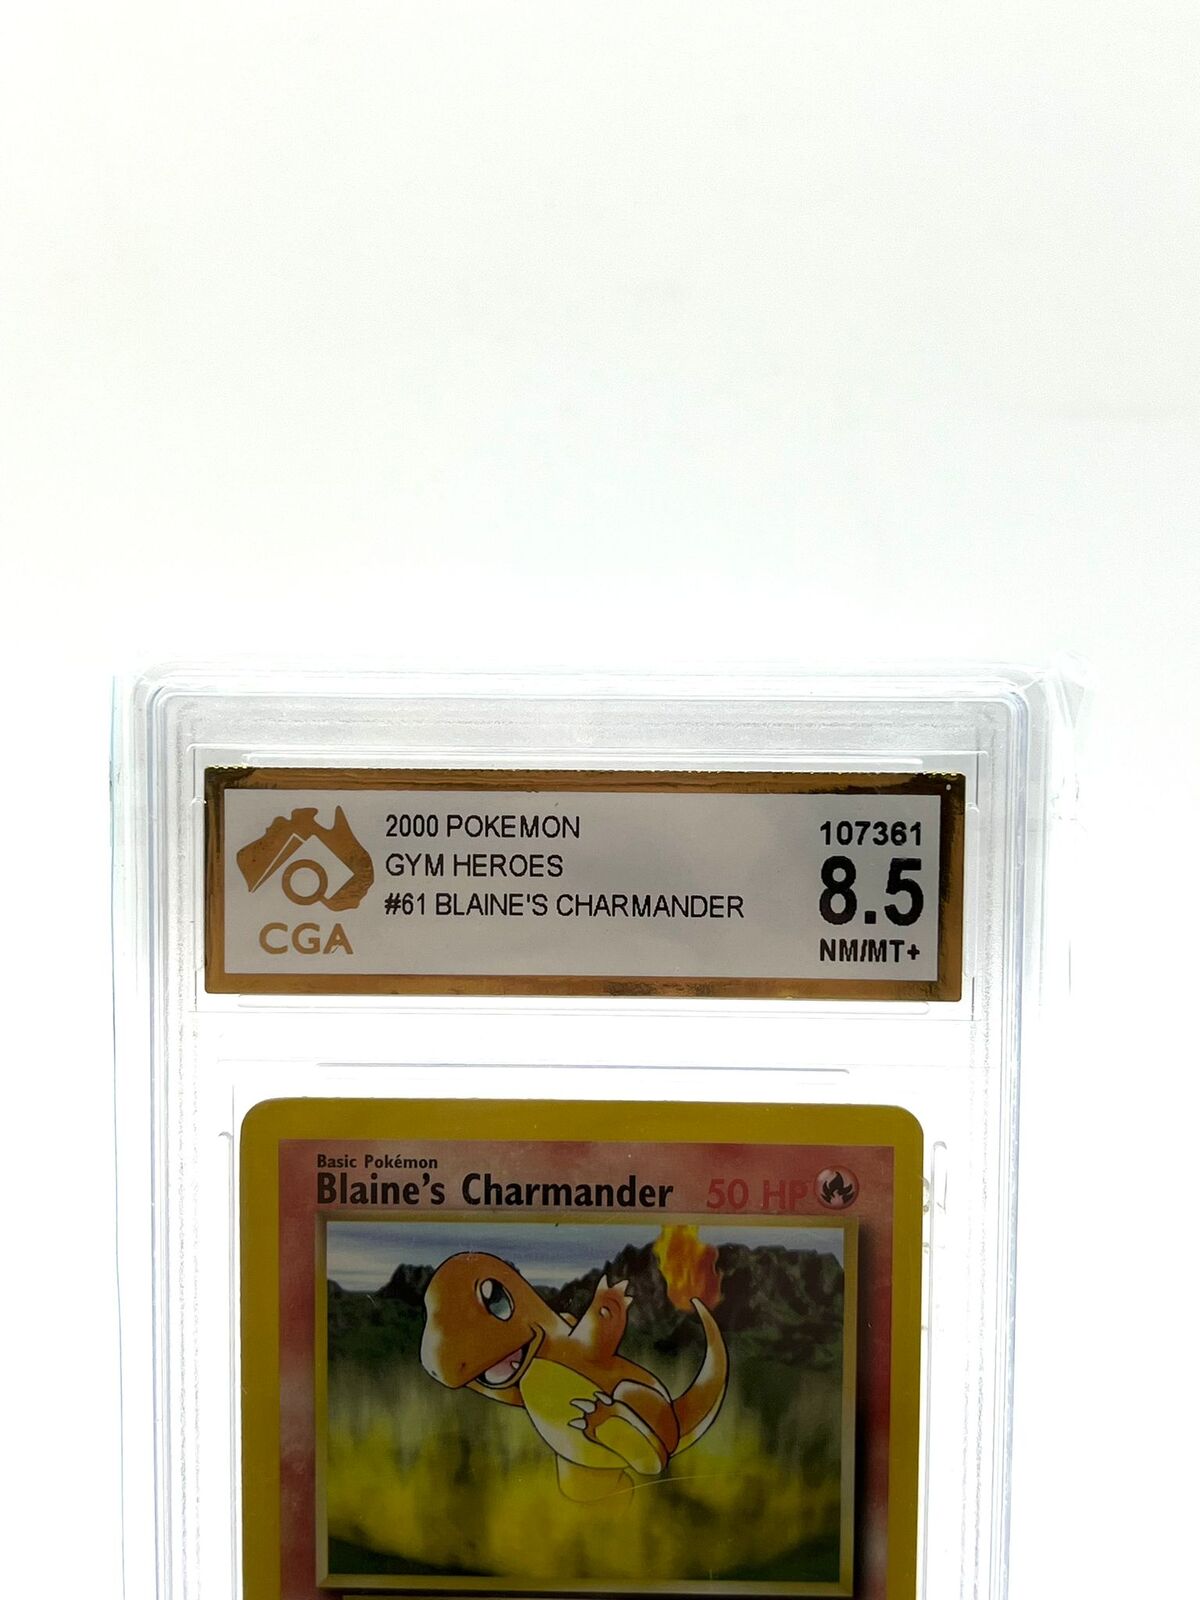 2000 POKEMON
GYM HEROES
#61 BLAINE'S CHARMANDER
107361
8.5
NM/MT+
CGA
Basic Pokémon
Blaine's Charmander 50 HP